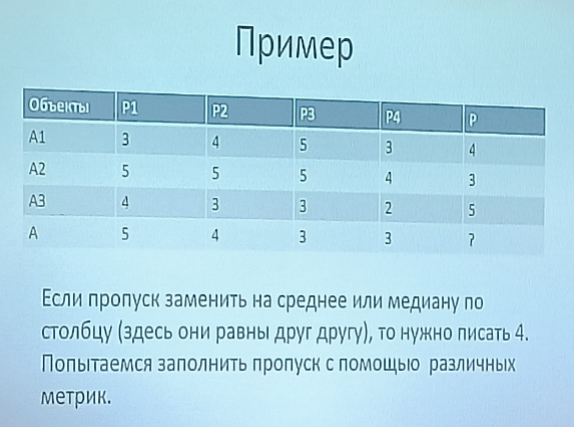 Пример
Объекты P1 P2 P3 P4 P
A1 3 4 5 3 4
A2 5 5 5 4 3
A3 4 3 3 2 5
A 5 4 3 3 ?
Если пропуск заменить на среднее или медиану по
столбцу (здесь они равны друг другу), то нужно писать 4.
Попытаемся заполнить пропуск с помощью различных
метрик.